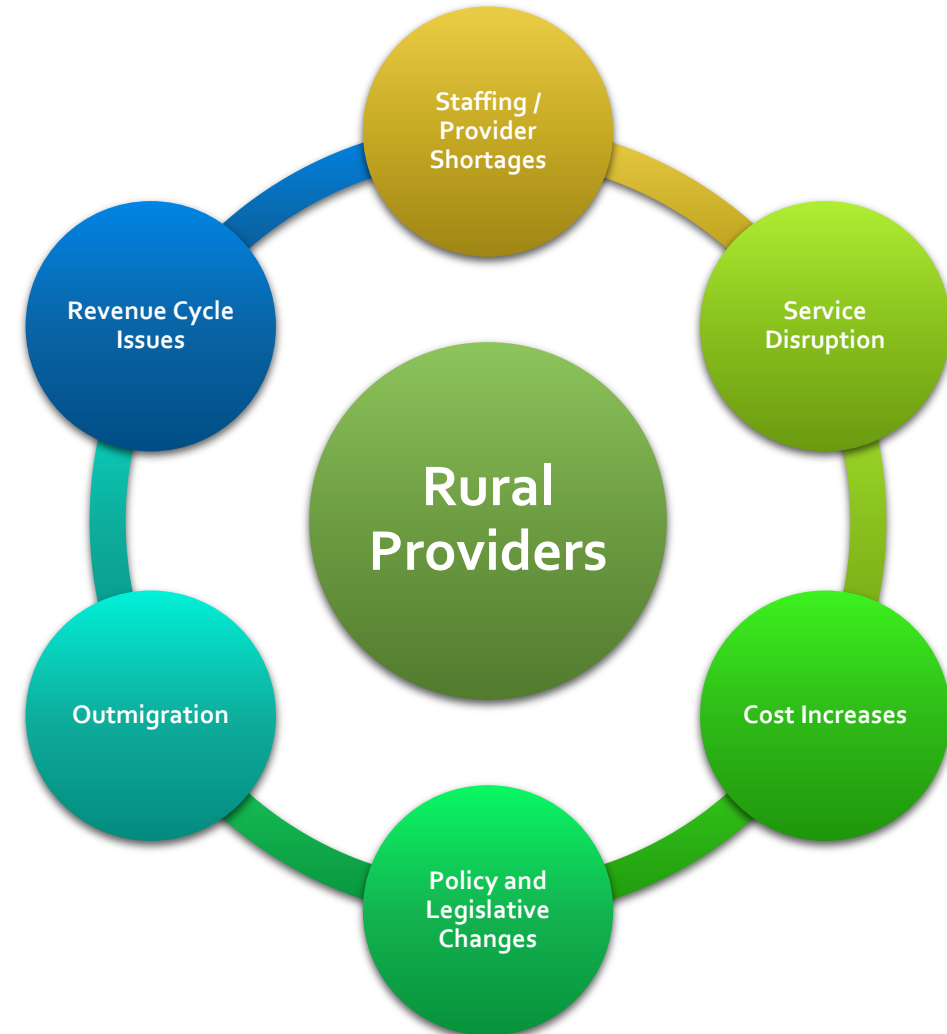 Staffing /
Provider
Shortages
Service
Disruption
Cost Increases
Policy and
Legislative
Changes
Outmigration
Revenue Cycle
Issues
Rural
Providers